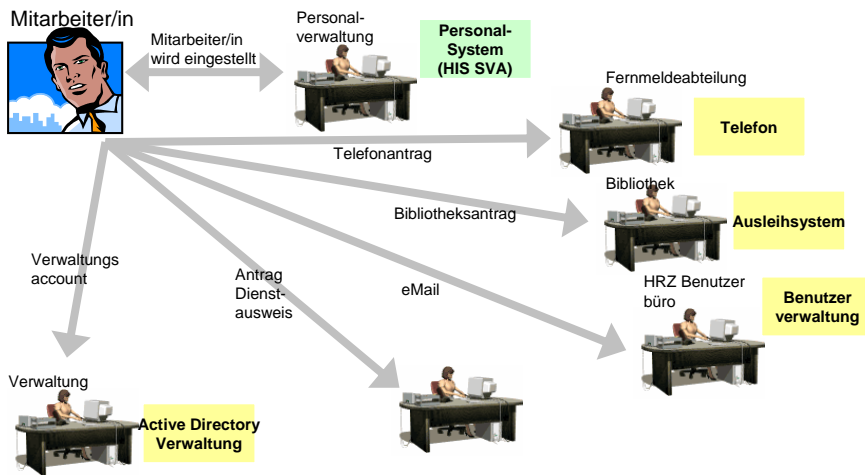 Mitarbeiter/in
Mitarbeiter/in
wird eingestellt
Personal-
verwaltung
Personal-
System
(HIS SVA)
Fernmeldeabteilung
Telefon
Telefonantrag
Bibliothek
Ausleihsystem
Bibliotheksantrag
Verwaltungs
account
Antrag
Dienst-
ausweis
eMail
HRZ Benutzer
büro
Benutzer
verwaltung
Verwaltung
Active Directory
Verwaltung